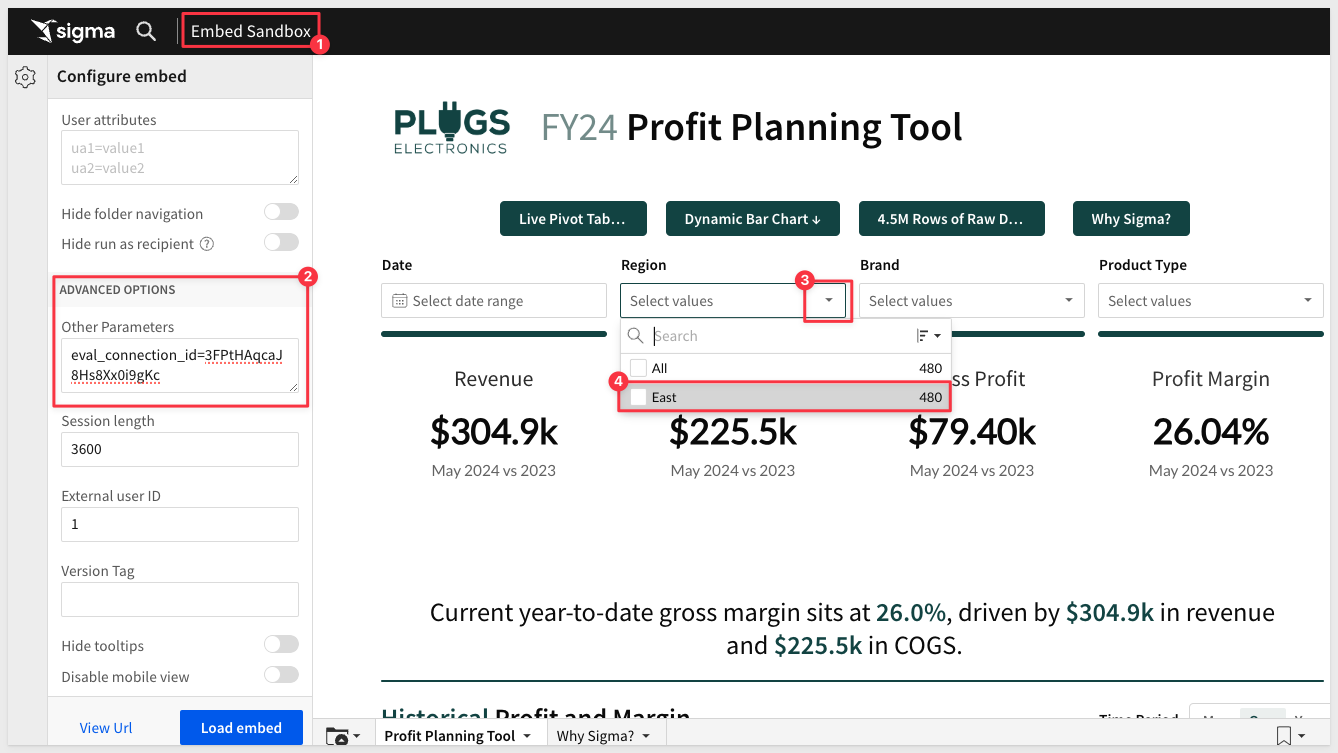 sigma
Embed Sandbox
1
Configure embed
User attributes
ua1=value1
ua2=value2
Hide folder navigation
Hide run as recipient ?
2
ADVANCED OPTIONS
Other Parameters
eval_connection_id=3FPtHAqcaJ
8Hs8Xx0i9gKc
Session length
3600
External user ID
1
Version Tag
Hide tooltips
Disable mobile view
View Url
Load embed
PLUGS
ELECTRONICS
FY24 Profit Planning Tool
Live Pivot Tab…
Dynamic Bar Chart ↓
4.5M Rows of Raw D…
Why Sigma?
Date
Region
Brand
Product Type
Select date range
Select values
3
Select values
Select values
Search
All 480
4
East 480
Revenue
ss Profit
Profit Margin
$304.9k
$225.5k
$79.40k
26.04%
May 2024 vs 2023
May 2024 vs 2023
May 2024 vs 2023
May 2024 vs 2023
Current year-to-date gross margin sits at 26.0%, driven by $304.9k in revenue
and $225.5k in COGS.
Historical Profit and Margin
Time Period
Profit Planning Tool
Why Sigma?